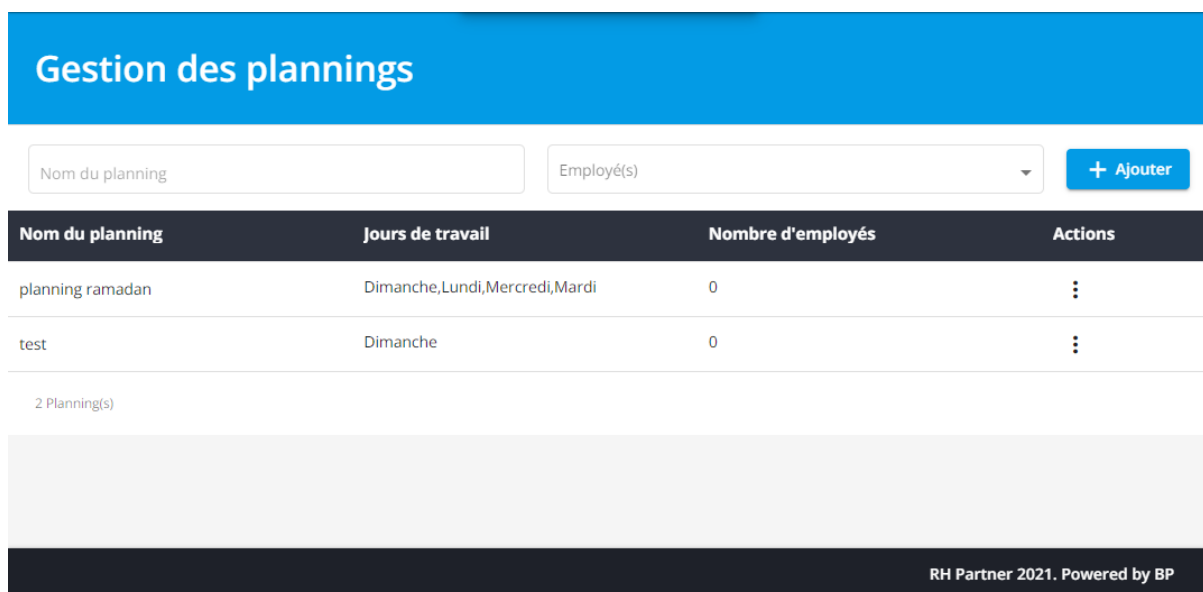 Gestion des plannings
Nom du planning Employé(s) + Ajouter
Nom du planning Jours de travail Nombre d'employés Actions
planning ramadan Dimanche,Lundi,Mercredi,Mardi 0
test Dimanche 0
2 Planning(s)
RH Partner 2021. Powered by BP